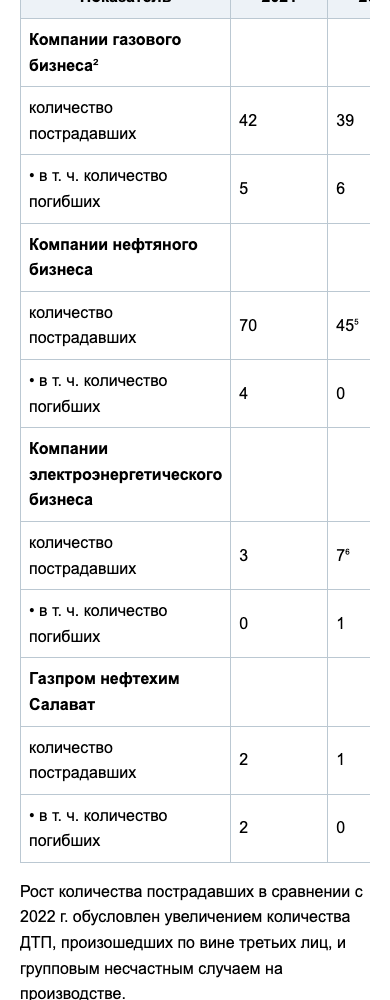 Компании газового
бизнеса²
количество
пострадавших
42
39
• в т. ч. количество
погибших
5
6
Компании нефтяного
бизнеса
количество
пострадавших
70
45⁵
• в т. ч. количество
погибших
4
0
Компании
электроэнергетического
бизнеса
количество
пострадавших
3
7⁶
• в т. ч. количество
погибших
0
1
Газпром нефтехим
Салават
количество
пострадавших
2
1
• в т. ч. количество
погибших
2
0
Рост количества пострадавших в сравнении с
2022 г. обусловлен увеличением количества
ДТП, произошедших по вине третьих лиц, и
групповым несчастным случаем на
производстве.